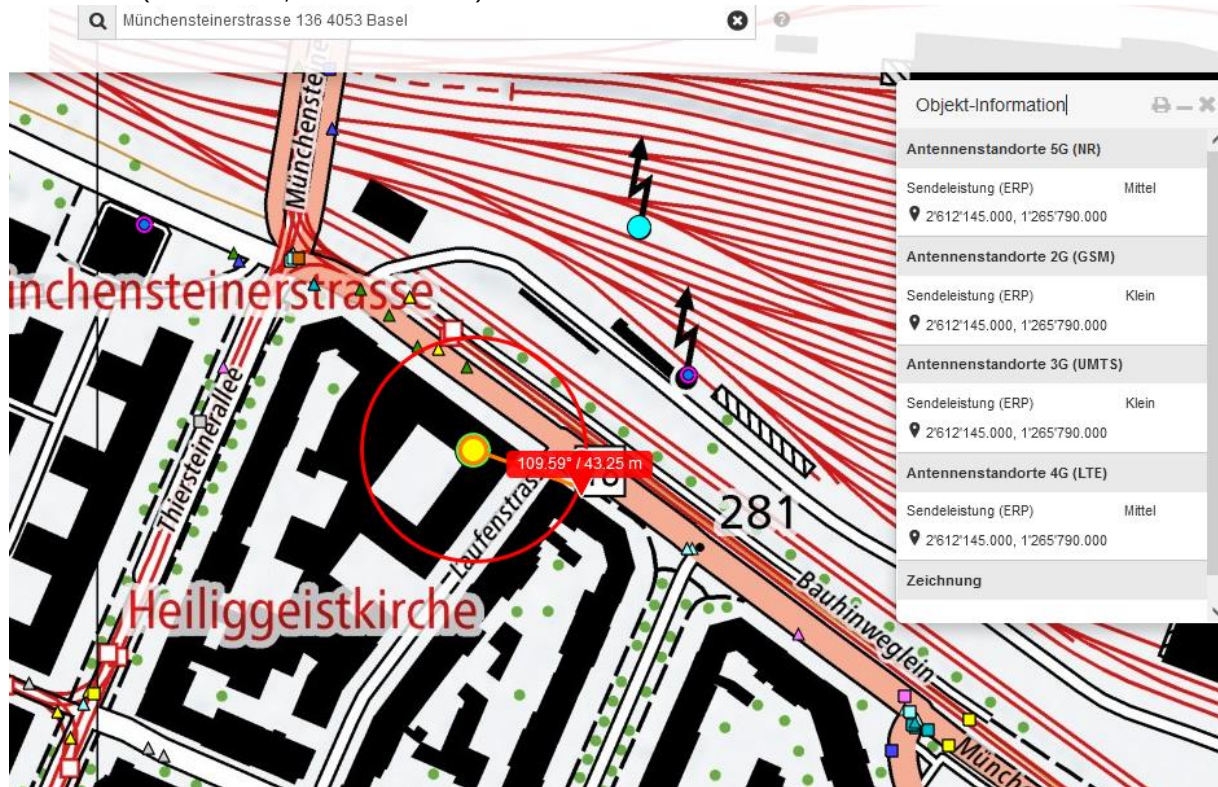 Münchensteinerstrasse 136 4053 Basel
Objekt-Information
Antennenstandorte 5G (NR)
Sendeleistung (ERP) Mittel
2'612'145.000, 1'265'790.000
Antennenstandorte 2G (GSM)
Sendeleistung (ERP) Klein
2'612'145.000, 1'265'790.000
Antennenstandorte 3G (UMTS)
Sendeleistung (ERP) Klein
2'612'145.000, 1'265'790.000
Antennenstandorte 4G (LTE)
Sendeleistung (ERP) Mittel
2'612'145.000, 1'265'790.000
Zeichnung
Münchenstein
nchensteinerstrasse
Thiersteinerallee
109.59° / 43.25 m
Laufenstrass
281
Heiliggeistkirche
Bauhinweglein
Münche